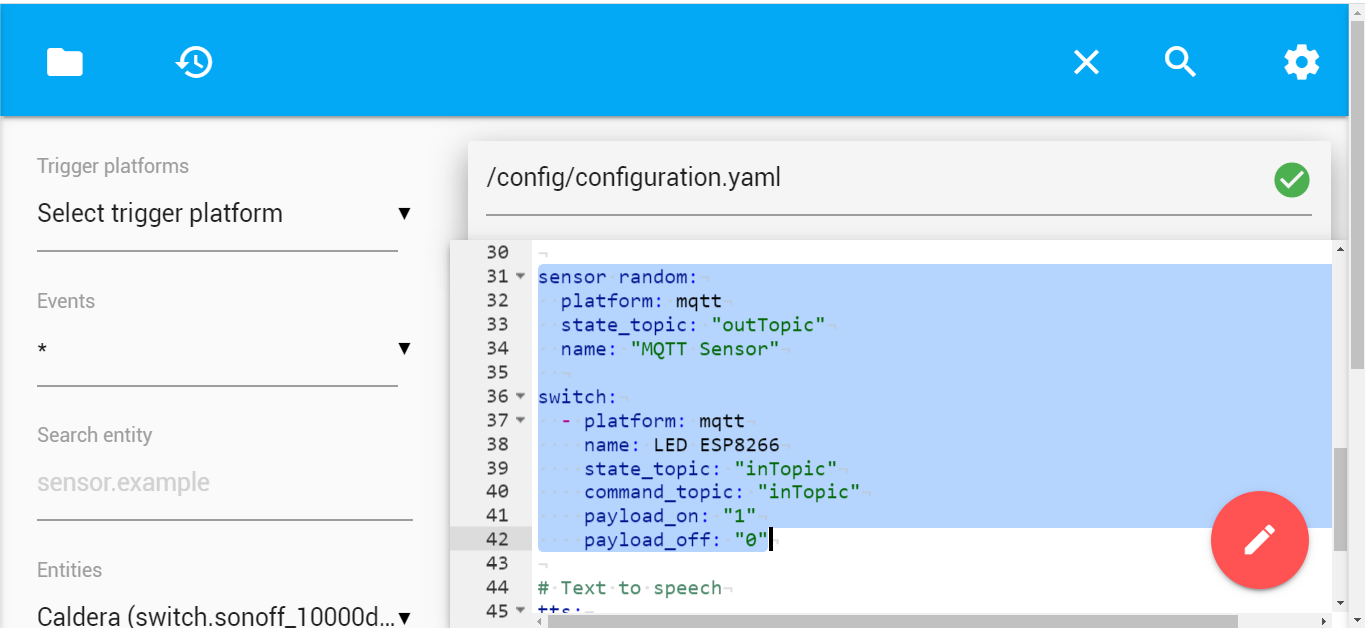 Trigger platforms
Select trigger platform
Events
*
Search entity
sensor.example
Entities
Caldera (switch.sonoff_10000d...
/config/configuration.yaml
30
31 sensor random:
32   platform: mqtt
33   state_topic: "outTopic"
34   name: "MQTT Sensor"
35
36 switch:
37   - platform: mqtt
38     name: LED ESP8266
39     state_topic: "inTopic"
40     command_topic: "inTopic"
41     payload_on: "1"
42     payload_off: "0"
43
44 # Text to speech
45 tts: